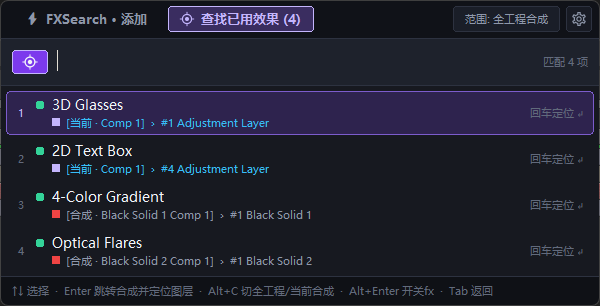 FXSearch • 添加 查找已用效果 (4) 范围: 全工程合成
匹配 4 项
1 3D Glasses
[当前 · Comp 1] › #1 Adjustment Layer 回车定位 ↲
2 2D Text Box
[当前 · Comp 1] › #4 Adjustment Layer 回车定位 ↲
3 4-Color Gradient
[合成 · Black Solid 1 Comp 1] › #1 Black Solid 1 回车定位 ↲
4 Optical Flares
[合成 · Black Solid 2 Comp 1] › #1 Black Solid 2 回车定位 ↲
↑↓ 选择 · Enter 跳转合成并定位图层 · Alt+C 切全工程/当前合成 · Alt+Enter 开关fx · Tab 返回